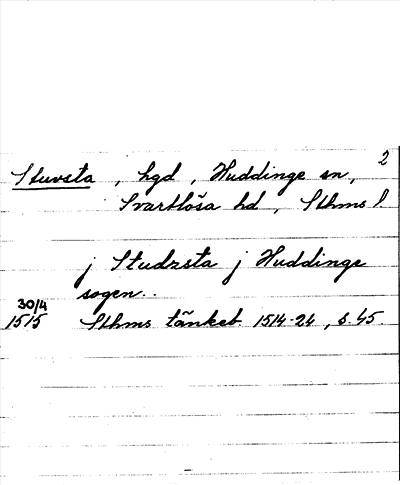 2
Stuvsta, hgd, Huddinge sn,
Svartlösa hd, Sthms l.
j Studzsta j Huddinge
sogen.
30/4
1515 Sthms tänkeb. 1514-24, s. 45.